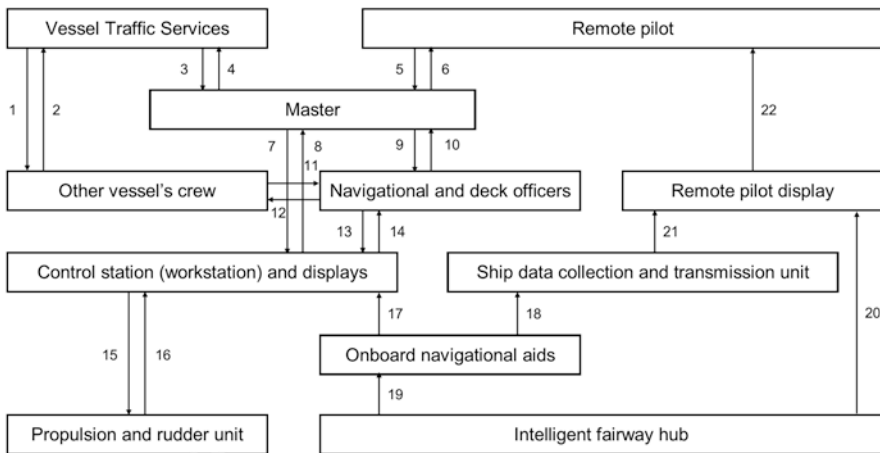 Vessel Traffic Services
Remote pilot
3
4
5
6
1
2
Master
22
7
8
9
10
11
Other vessel's crew
Navigational and deck officers
Remote pilot display
12
13
14
21
Control station (workstation) and displays
Ship data collection and transmission unit
17
18
20
15
16
Onboard navigational aids
19
Propulsion and rudder unit
Intelligent fairway hub